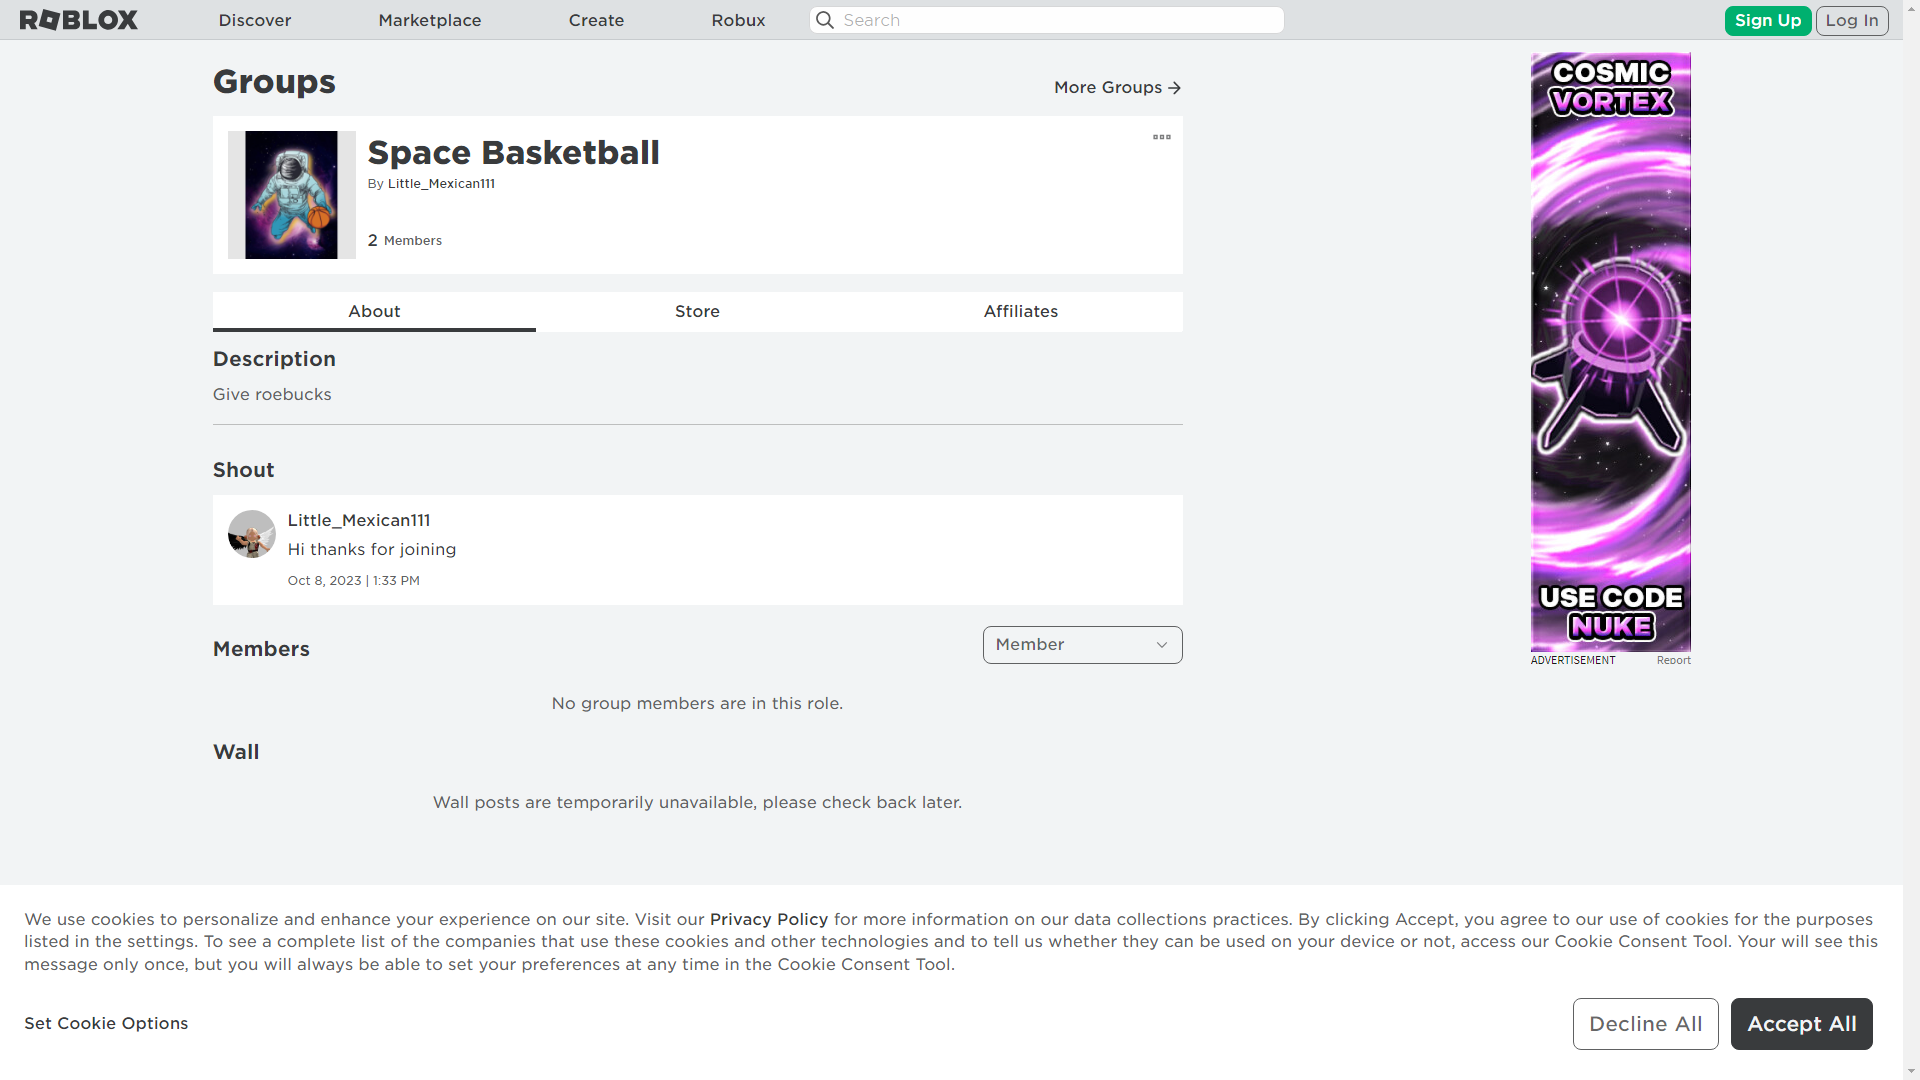 ROBLOX
Discover
Marketplace
Create
Robux
Search
Sign Up
Log In
Groups
More Groups
Space Basketball
By Little_Mexican111
2 Members
About
Store
Affiliates
Description
Give roebucks
Shout
Little_Mexican111
Hi thanks for joining
Oct 8, 2023 | 1:33 PM
Members
Member
No group members are in this role.
Wall
Wall posts are temporarily unavailable, please check back later.
COSMIC
VORTEX
USE CODE
NUKE
ADVERTISEMENT
Report
We use cookies to personalize and enhance your experience on our site. Visit our Privacy Policy for more information on our data collections practices. By clicking Accept, you agree to our use of cookies for the purposes
listed in the settings. To see a complete list of the companies that use these cookies and other technologies and to tell us whether they can be used on your device or not, access our Cookie Consent Tool. Your will see this
message only once, but you will always be able to set your preferences at any time in the Cookie Consent Tool.
Set Cookie Options
Decline All
Accept All